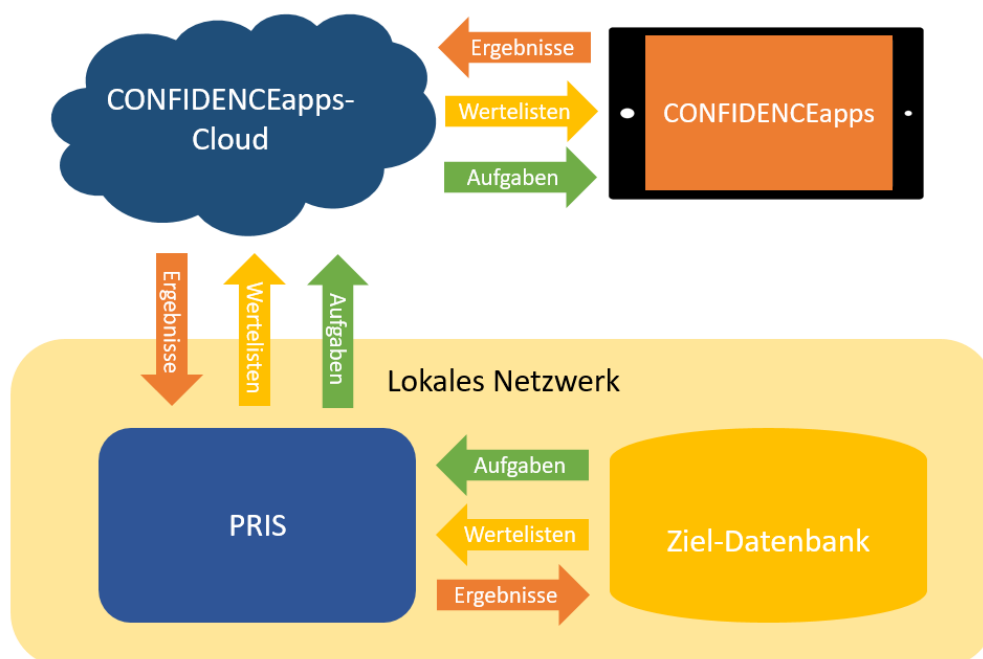 Ergebnisse
CONFIDENCEapps-
Cloud
Wertelisten
CONFIDENCEapps
Aufgaben
Ergebnisse
Wertelisten
Aufgaben
Lokales Netzwerk
Aufgaben
PRIS
Wertelisten
Ziel-Datenbank
Ergebnisse